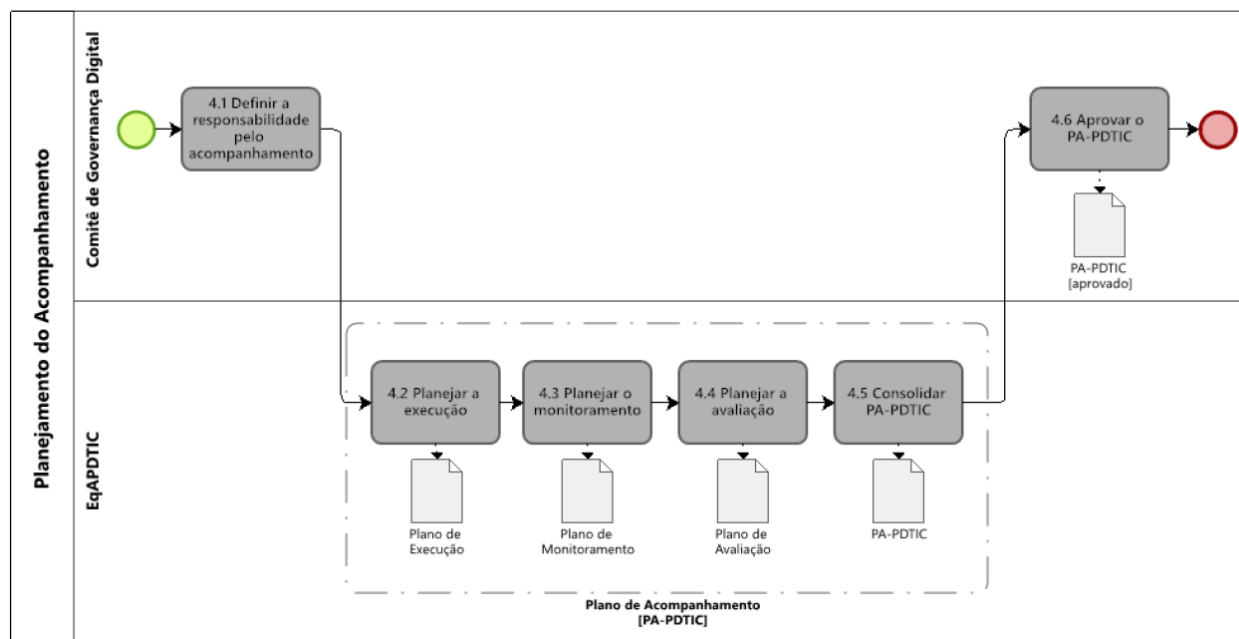 Planejamento do Acompanhamento
Comitê de Governança Digital
4.1 Definir a
responsabilidade
pelo
acompanhamento
4.6 Aprovar o
PA-PDTIC
PA-PDTIC
[aprovado]
EqAPDTIC
4.2 Planejar a
execução
4.3 Planejar o
monitoramento
4.4 Planejar a
avaliação
4.5 Consolidar
PA-PDTIC
Plano de
Execução
Plano de
Monitoramento
Plano de
Avaliação
PA-PDTIC
Plano de Acompanhamento
[PA-PDTIC]